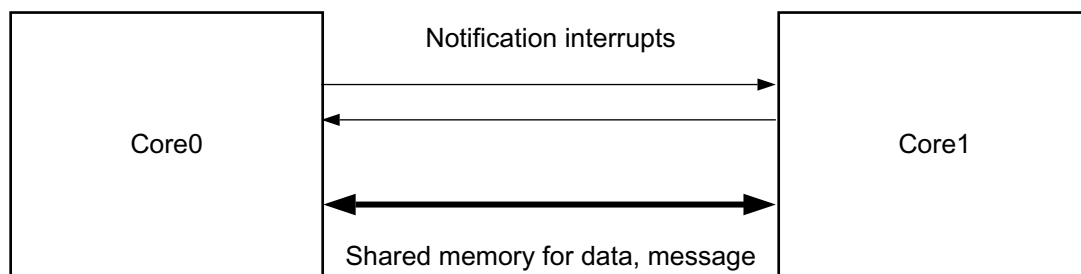 Notification interrupts
Core0
Core1
Shared memory for data, message